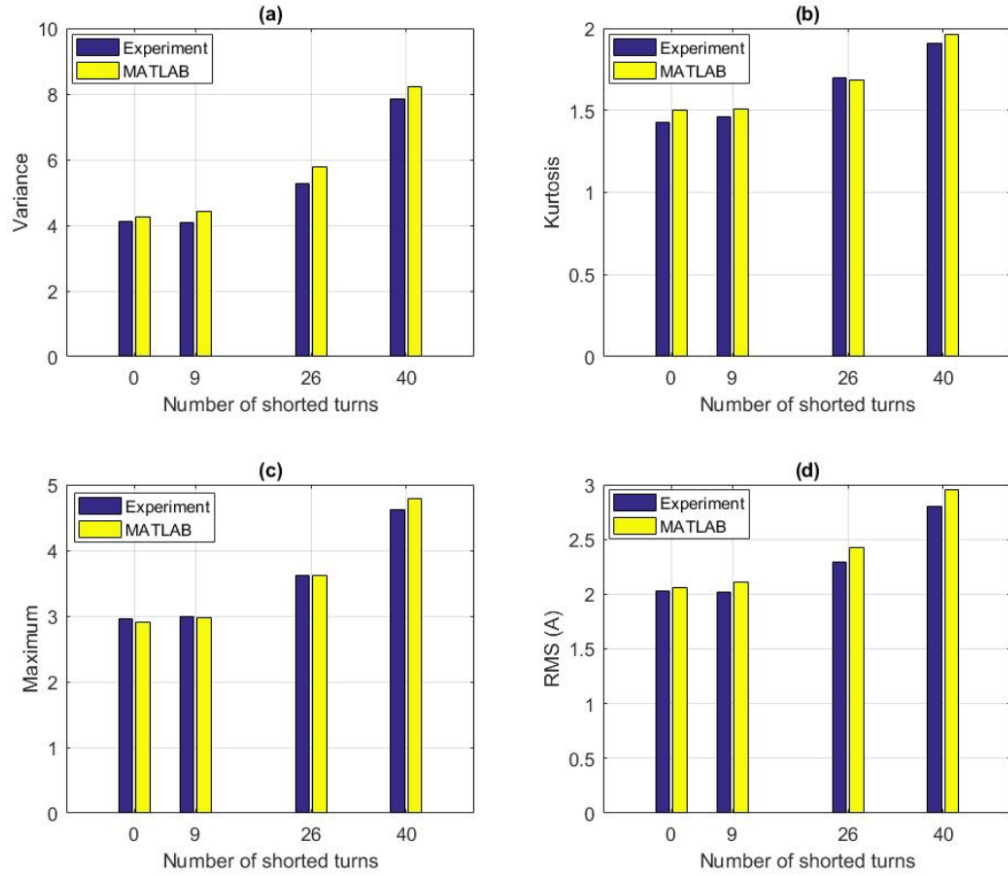 (a)
10
8
6
4
2
0
Variance
Experiment
MATLAB
0 9 26 40
Number of shorted turns
(b)
2
1.5
1
0.5
0
Kurtosis
Experiment
MATLAB
0 9 26 40
Number of shorted turns
(c)
5
4
3
2
1
0
Maximum
Experiment
MATLAB
0 9 26 40
Number of shorted turns
(d)
3
2.5
2
1.5
1
0.5
0
RMS (A)
Experiment
MATLAB
0 9 26 40
Number of shorted turns